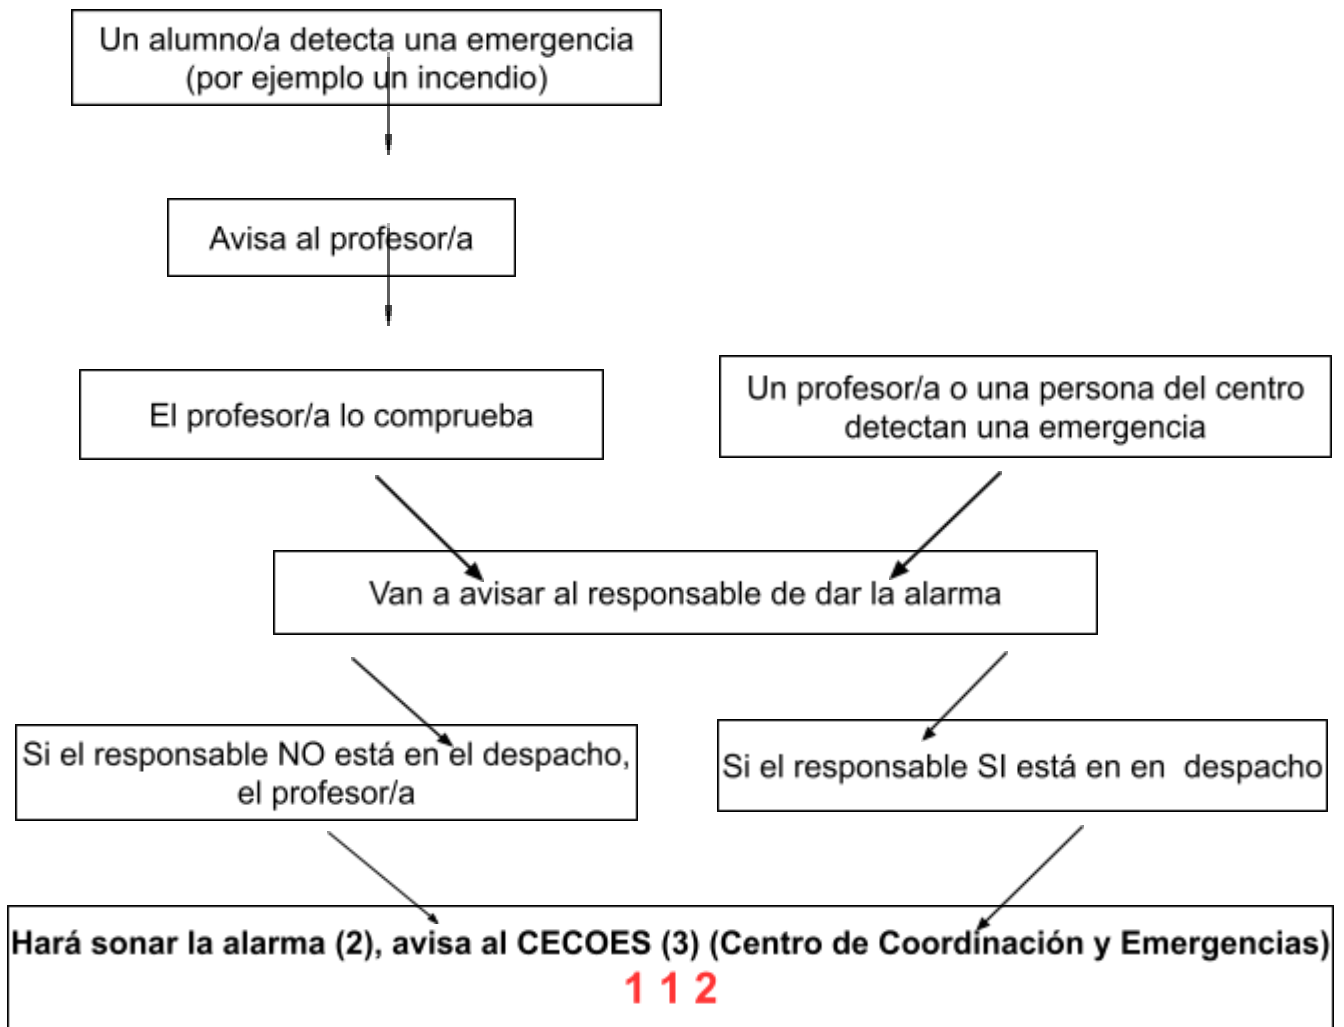 Un alumno/a detecta una emergencia
(por ejemplo un incendio)
Avisa al profesor/a
El profesor/a lo comprueba
Un profesor/a o una persona del centro
detectan una emergencia
Van a avisar al responsable de dar la alarma
Si el responsable NO está en el despacho,
el profesor/a
Si el responsable SI está en en despacho
Hará sonar la alarma (2), avisa al CECOES (3) (Centro de Coordinación y Emergencias)
1 1 2